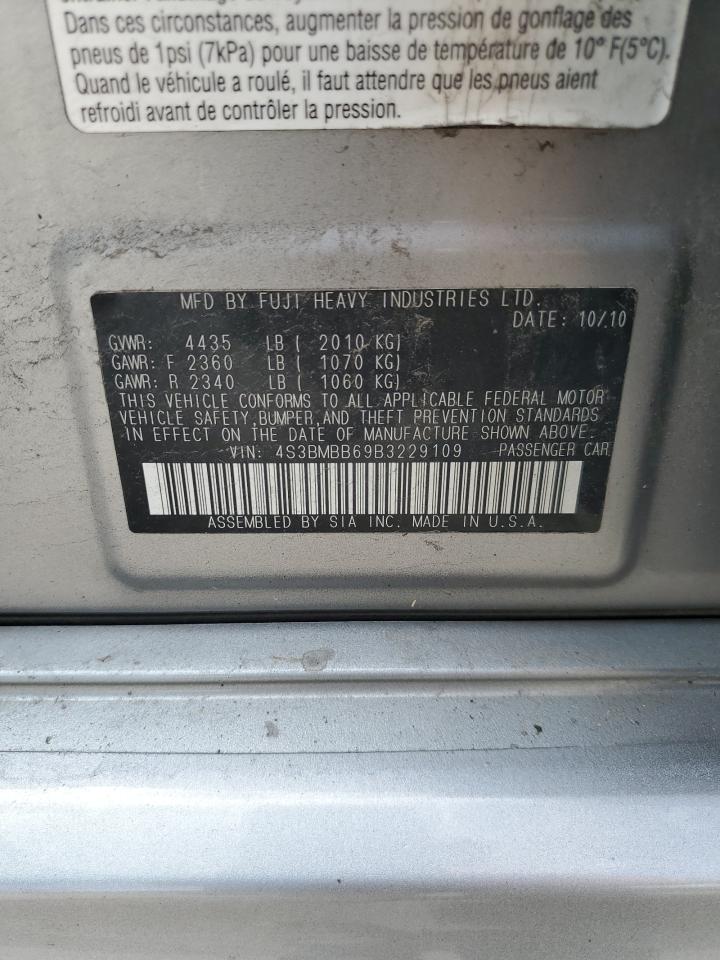 Dans ces circonstances, augmenter la pression de gonflage des
pneus de 1psi (7kPa) pour une baisse de température de 10° F(5°C).
Quand le véhicule a roulé, il faut attendre que les pneus aient
refroidi avant de contrôler la pression.
MFD BY FUJI HEAVY INDUSTRIES LTD.
DATE: 10/10
GVWR: 4435 LB ( 2010 KG)
GAWR: F 2360 LB ( 1070 KG)
GAWR: R 2340 LB ( 1060 KG)
THIS VEHICLE CONFORMS TO ALL APPLICABLE FEDERAL MOTOR
VEHICLE SAFETY, BUMPER, AND THEFT PREVENTION STANDARDS
IN EFFECT ON THE DATE OF MANUFACTURE SHOWN ABOVE.
VIN: 4S3BMBB69B3229109 PASSENGER CAR
ASSEMBLED BY SIA INC. MADE IN U.S.A.